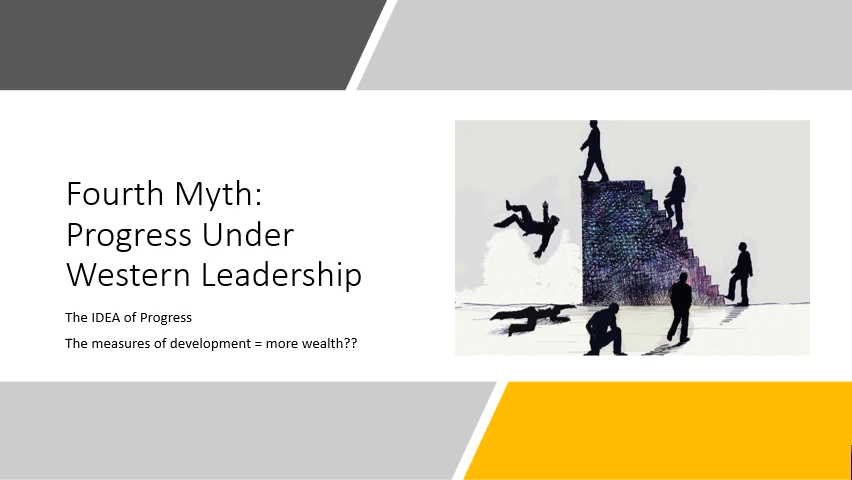 Fourth Myth:
Progress Under
Western Leadership
The IDEA of Progress
The measures of development = more wealth??